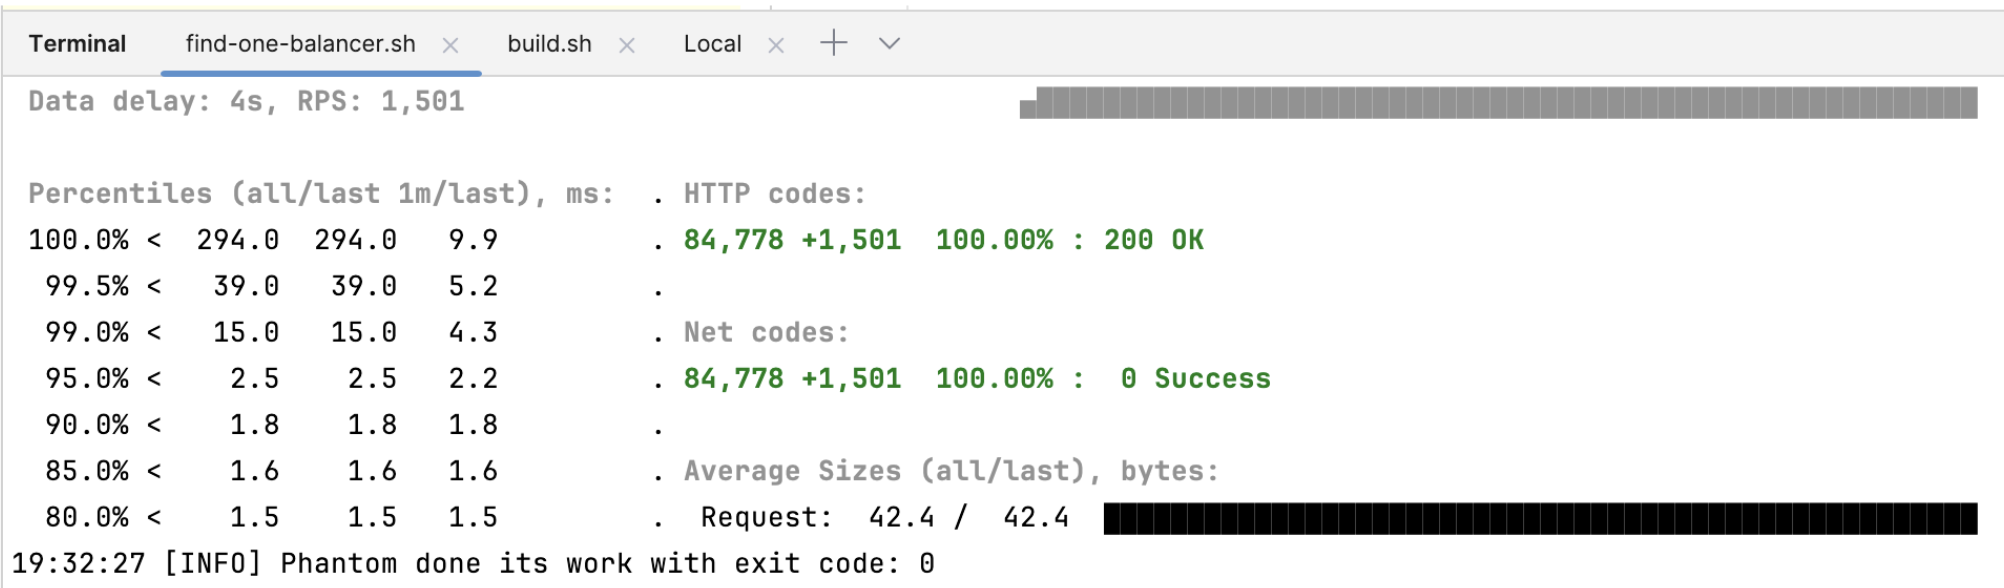 Terminal find-one-balancer.sh build.sh Local
Data delay: 4s, RPS: 1,501
Percentiles (all/last 1m/last), ms: . HTTP codes:
100.0% < 294.0 294.0 9.9 . 84,778 +1,501 100.00% : 200 OK
99.5% < 39.0 39.0 5.2 .
99.0% < 15.0 15.0 4.3 . Net codes:
95.0% < 2.5 2.5 2.2 . 84,778 +1,501 100.00% : 0 Success
90.0% < 1.8 1.8 1.8 .
85.0% < 1.6 1.6 1.6 . Average Sizes (all/last), bytes:
80.0% < 1.5 1.5 1.5 . Request: 42.4 / 42.4
19:32:27 [INFO] Phantom done its work with exit code: 0